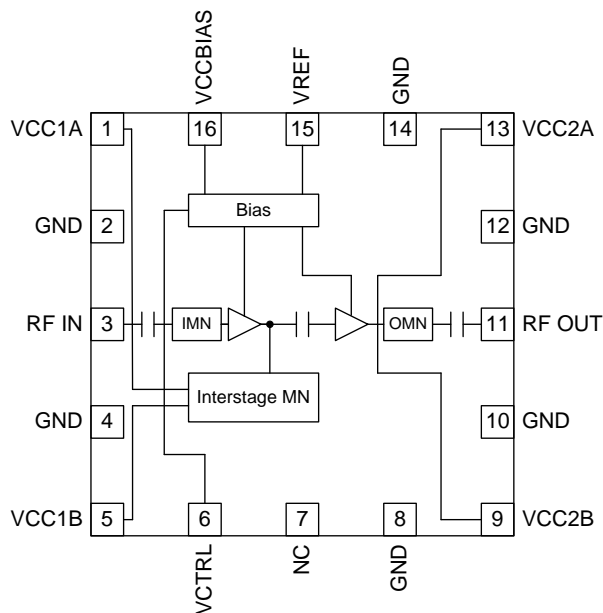 VCCBIAS
VREF
GND
VCC1A 1 16 15 14 13 VCC2A
Bias
GND 2 12 GND
RF IN 3 IMN OMN 11 RF OUT
Interstage MN
GND 4 10 GND
VCC1B 5 6 7 8 9 VCC2B
VCTRL
NC
GND